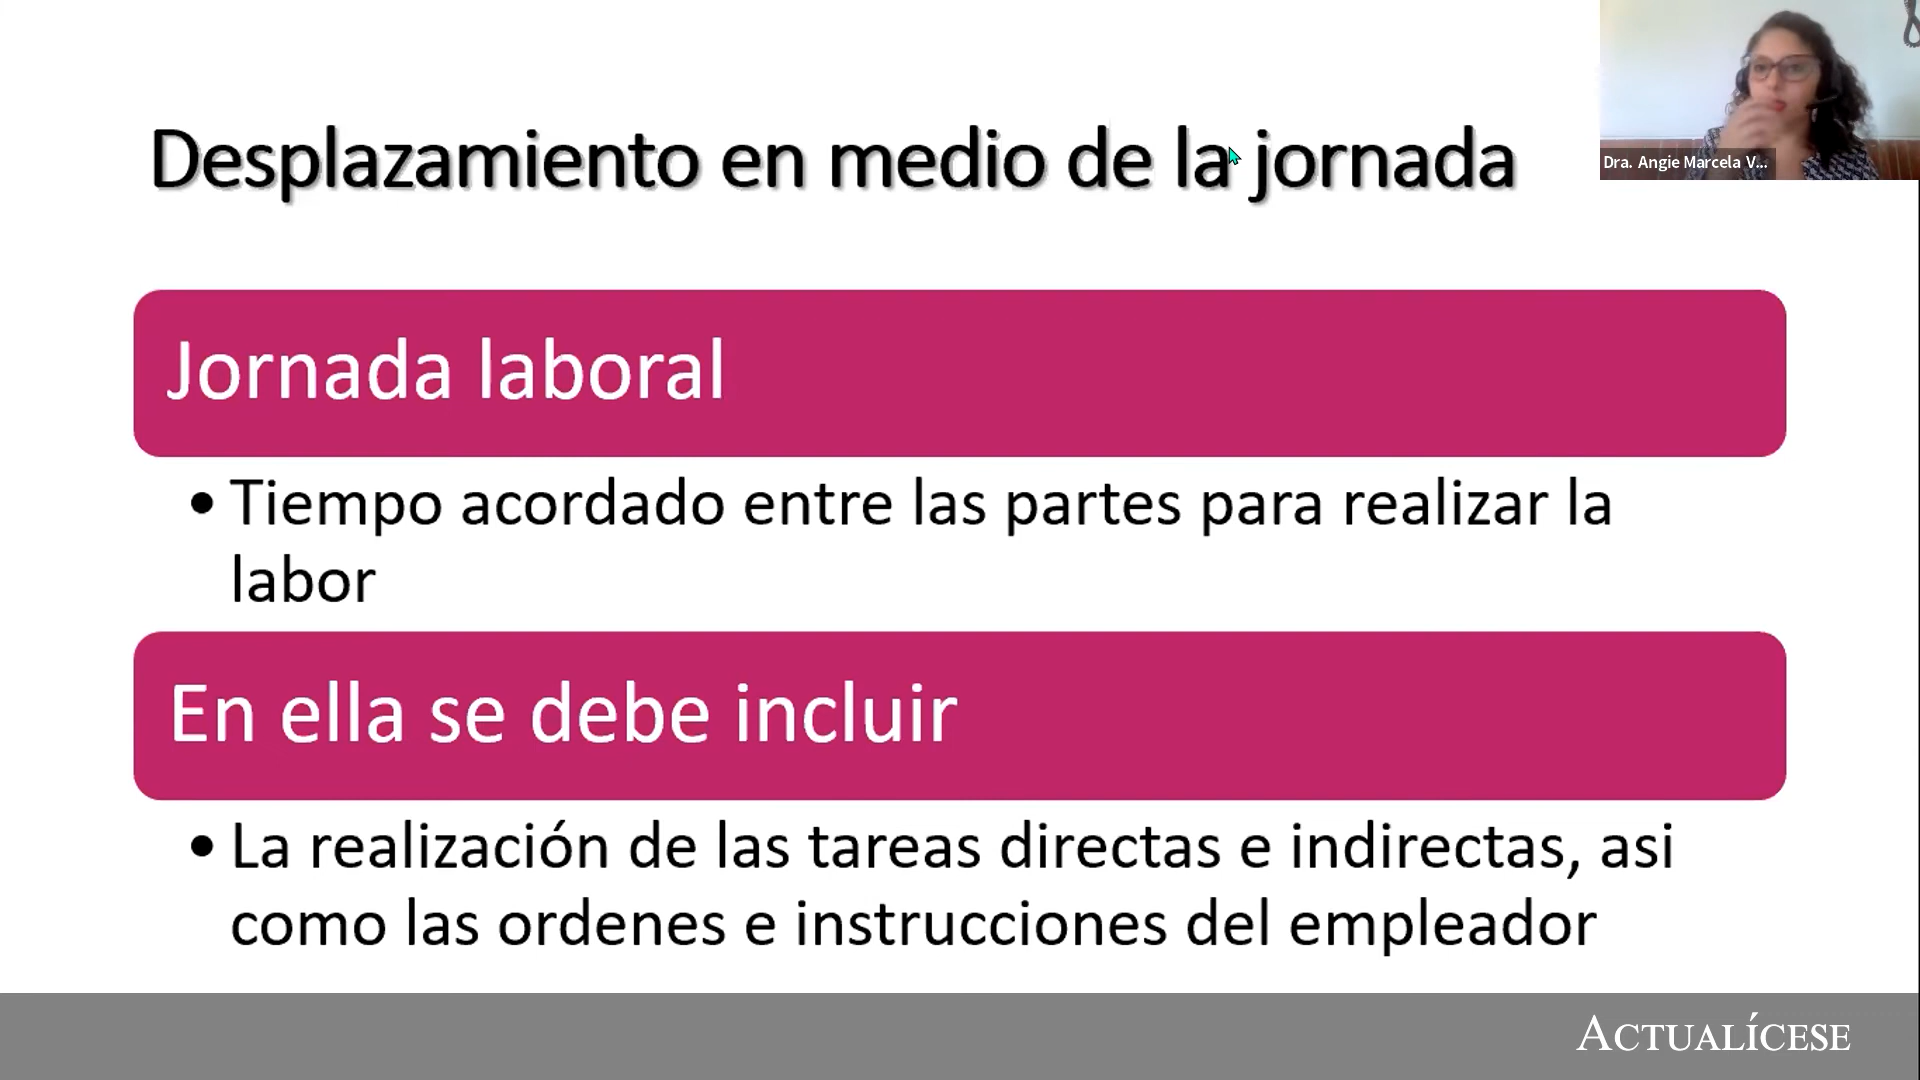 Desplazamiento en medio de la jornada
Dra. Angie Marcela V...
Jornada laboral
• Tiempo acordado entre las partes para realizar la
labor
En ella se debe incluir
• La realización de las tareas directas e indirectas, asi
como las ordenes e instrucciones del empleador
ACTUALÍCESE